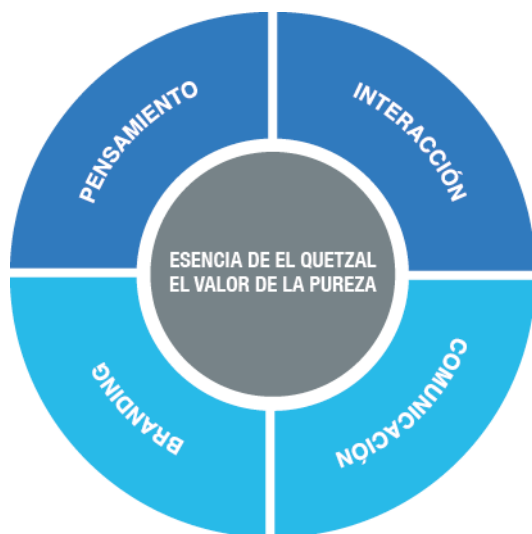 PENSAMIENTO
INTERACCIÓN
ESENCIA DE EL QUETZAL
EL VALOR DE LA PUREZA
BRANDING
COMUNICACIÓN